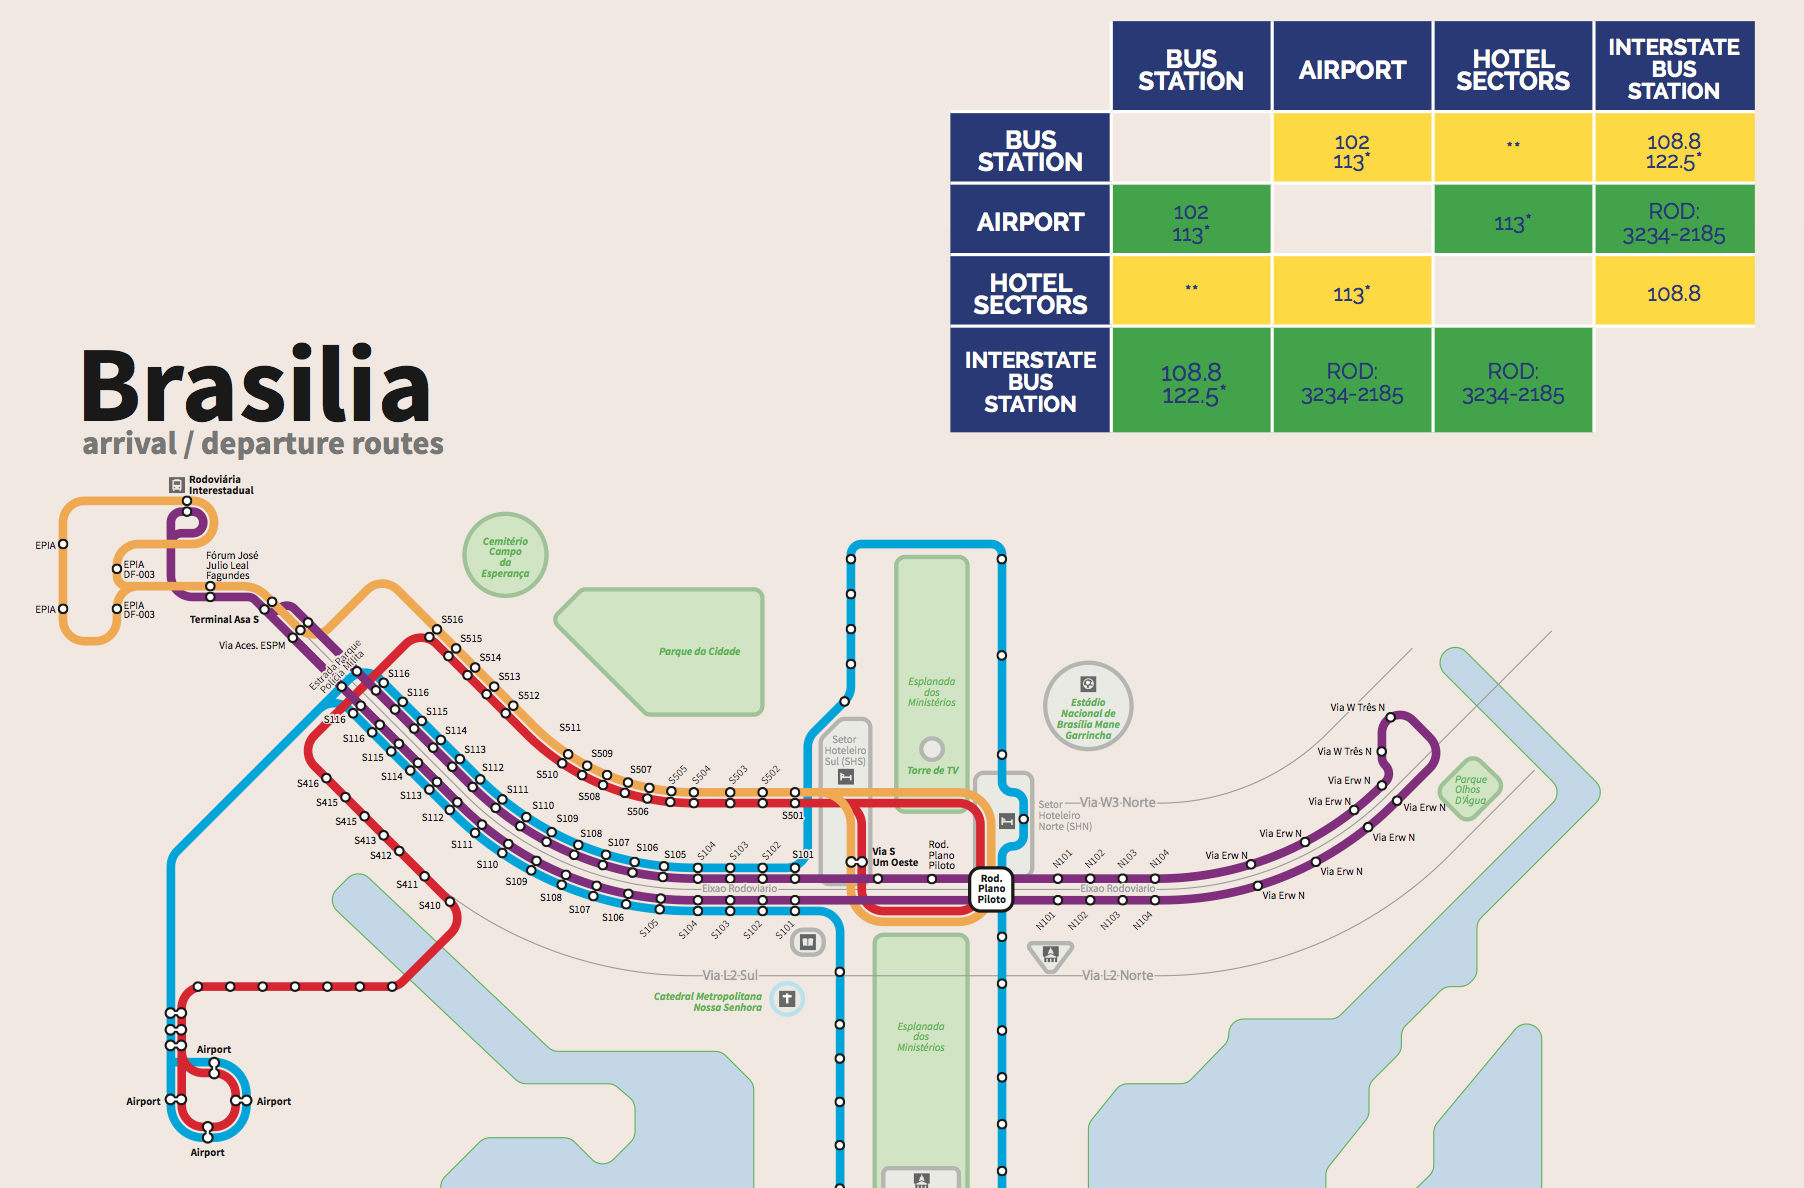 BUS
STATION
AIRPORT
HOTEL
SECTORS
INTERSTATE
BUS
STATION
BUS
STATION
102
113*
**
108.8
122.5*
AIRPORT
102
113*
113*
ROD:
3234-2185
HOTEL
SECTORS
**
113*
108.8
INTERSTATE
BUS
STATION
108.8
122.5*
ROD:
3234-2185
ROD:
3234-2185
Brasilia
arrival / departure routes
Rodoviária
Interestadual
EPIA
EPIA
DF-003
Fórum José
Julio Leal
Fagundes
EPIA
EPIA
DF-003
Terminal Asa S
Via Aces. ESPM
Estrada Parque
Polícia Milita
Cemitério
Campo
da
Esperança
Parque da Cidade
Esplanada
dos
Ministérios
Torre de TV
Setor
Hoteleiro
Sul (SHS)
Estádio
Nacional de
Brasília Mane
Garrincha
Setor
Hoteleiro
Norte (SHN)
Via W3 Norte
S516
S515
S514
S513
S512
S511
S509
S507
S505
S504
S503
S502
S510
S508
S506
S501
S116
S116
S115
S114
S113
S112
S111
S110
S109
S108
S107
S106
S105
S104
S103
S102
S101
S116
S116
S115
S114
S113
S112
S111
S110
S109
S108
S107
S106
S105
S104
S103
S102
S101
S416
S415
S415
S413
S412
S411
S410
Via S
Um Oeste
Rod.
Plano
Piloto
Rod.
Plano
Piloto
Eixao Rodoviario
Eixao Rodoviario
N101
N102
N103
N104
N101
N102
N103
N104
Via W Três N
Via W Três N
Via Erw N
Via Erw N
Via Erw N
Via Erw N
Via Erw N
Via Erw N
Via Erw N
Via Erw N
Parque
Olhos
D'Água
Via L2 Sul
Via L2 Norte
Catedral Metropolitana
Nossa Senhora
Esplanada
dos
Ministérios
Airport
Airport
Airport
Airport